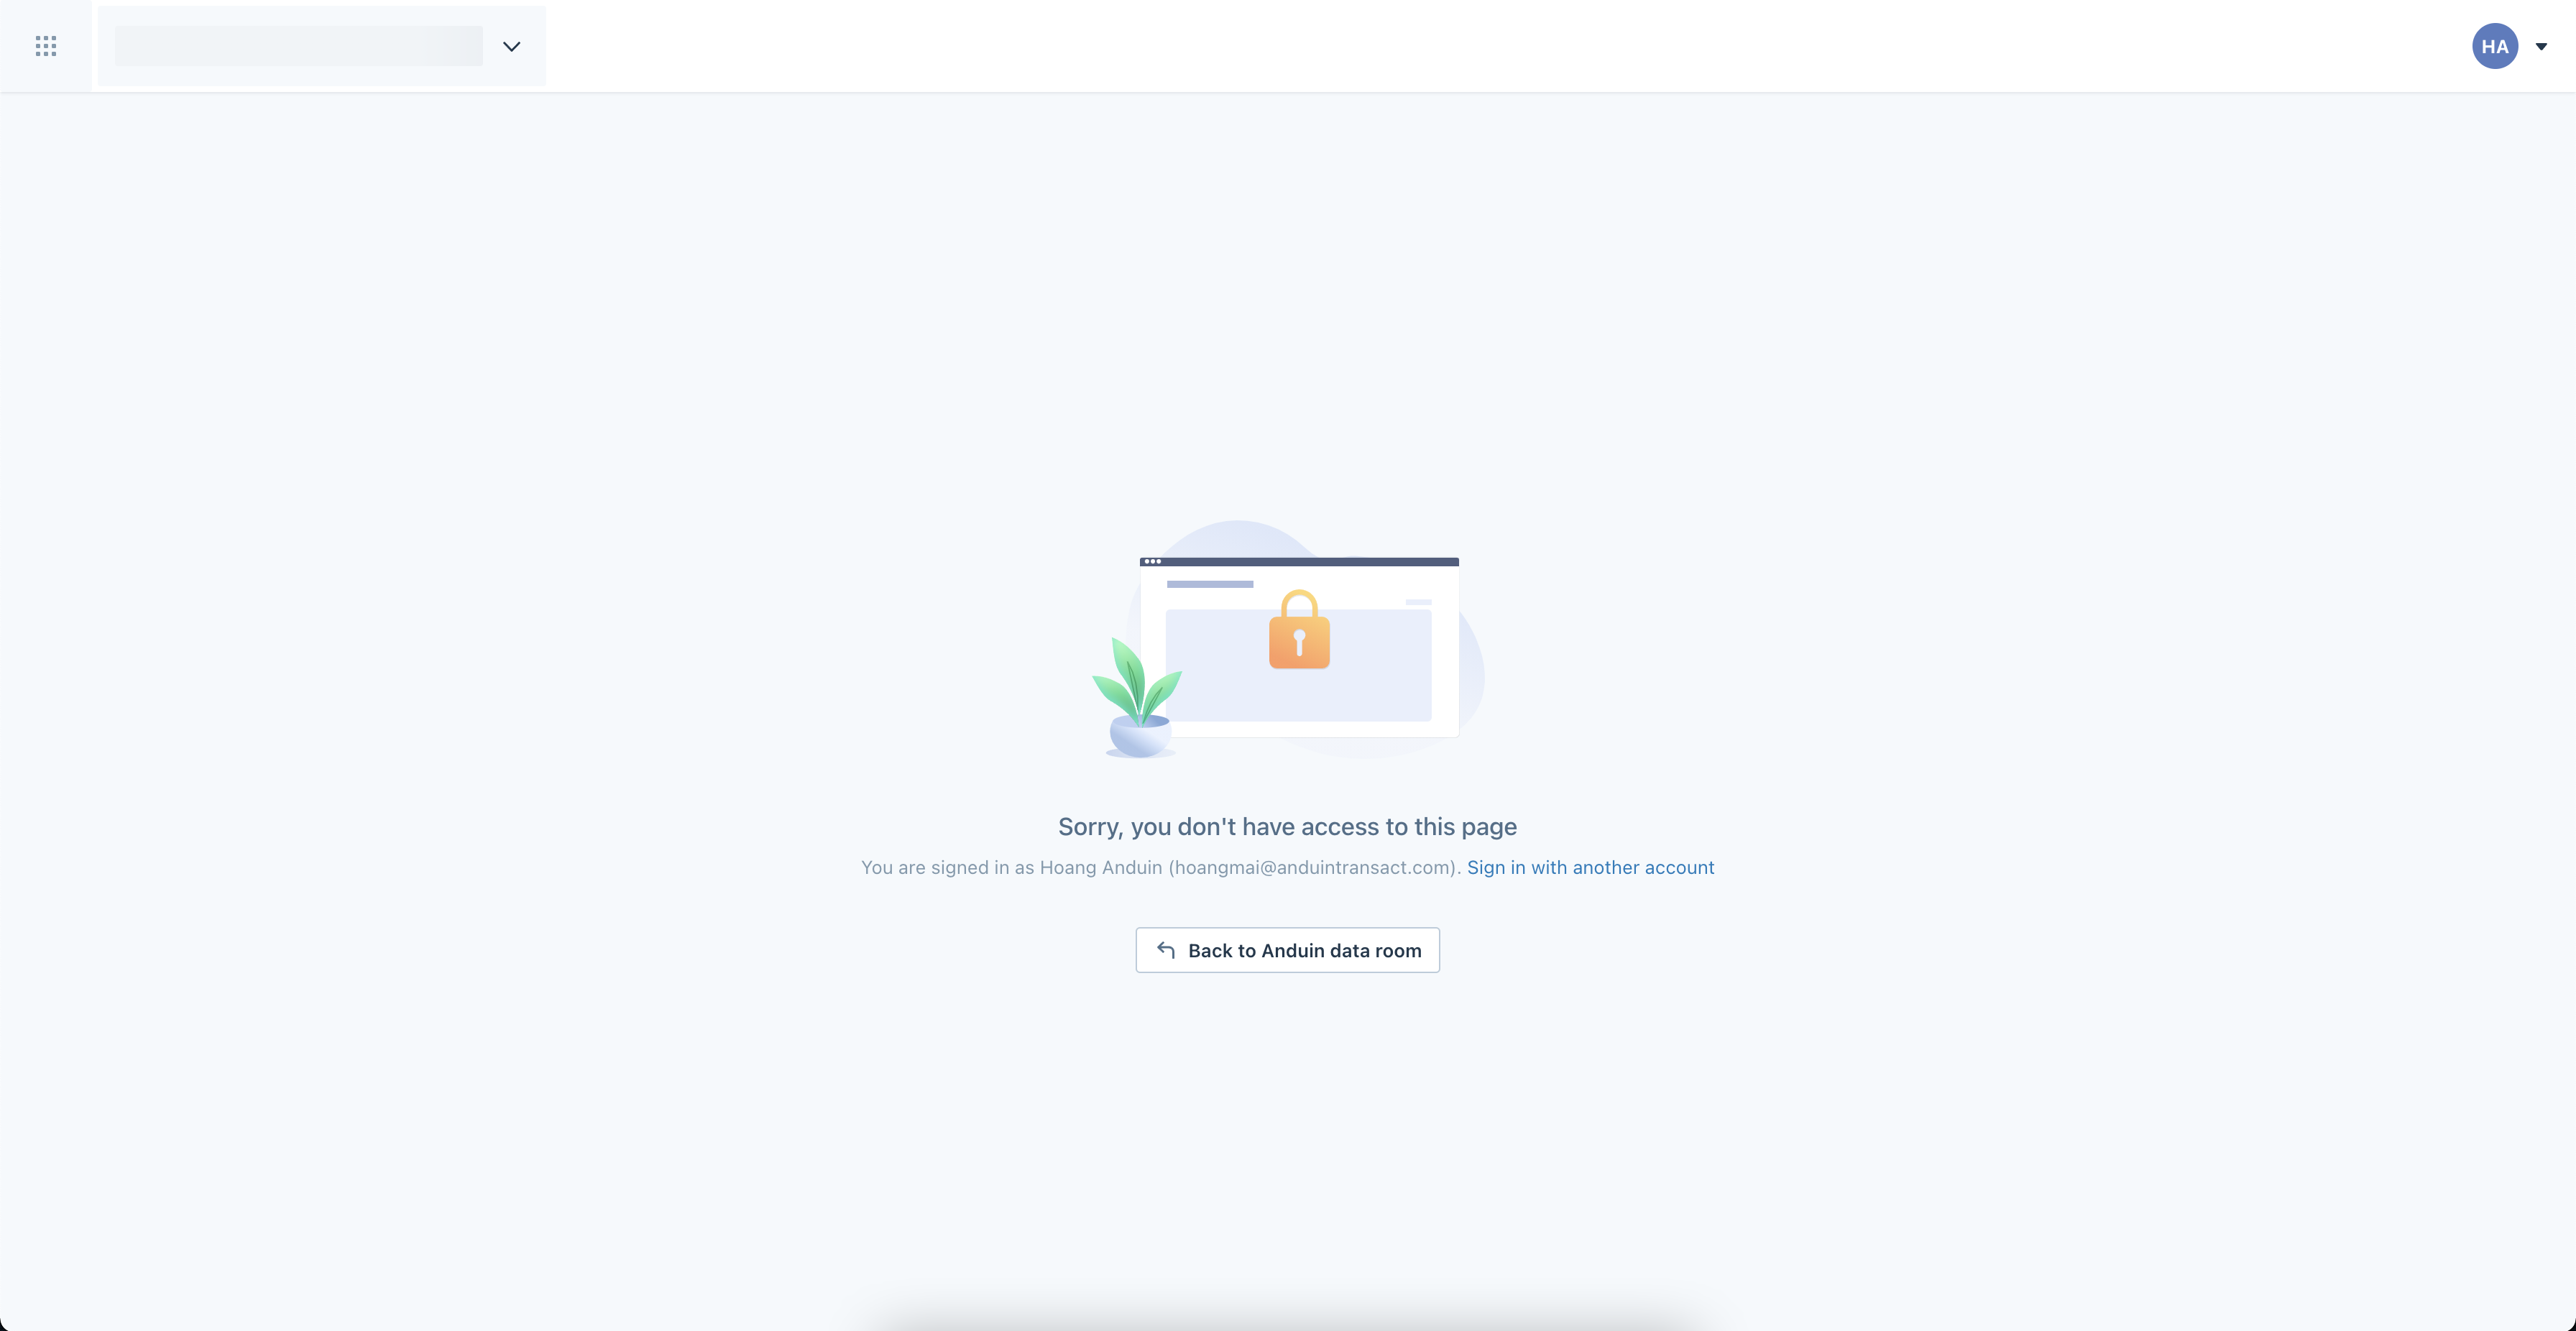 HA
Sorry, you don't have access to this page
You are signed in as Hoang Anduin (hoangmai@anduintransact.com). Sign in with another account
Back to Anduin data room